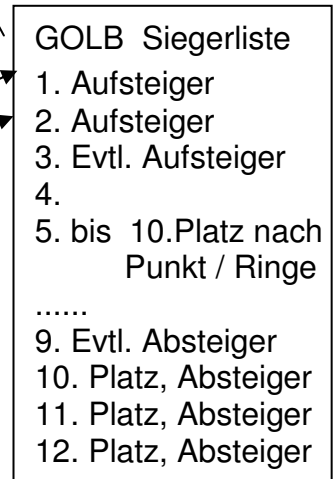 GOLB Siegerliste
1. Aufsteiger
2. Aufsteiger
3. Evtl. Aufsteiger
4.
5. bis 10.Platz nach
Punkt / Ringe
......
9. Evtl. Absteiger
10. Platz, Absteiger
11. Platz, Absteiger
12. Platz, Absteiger